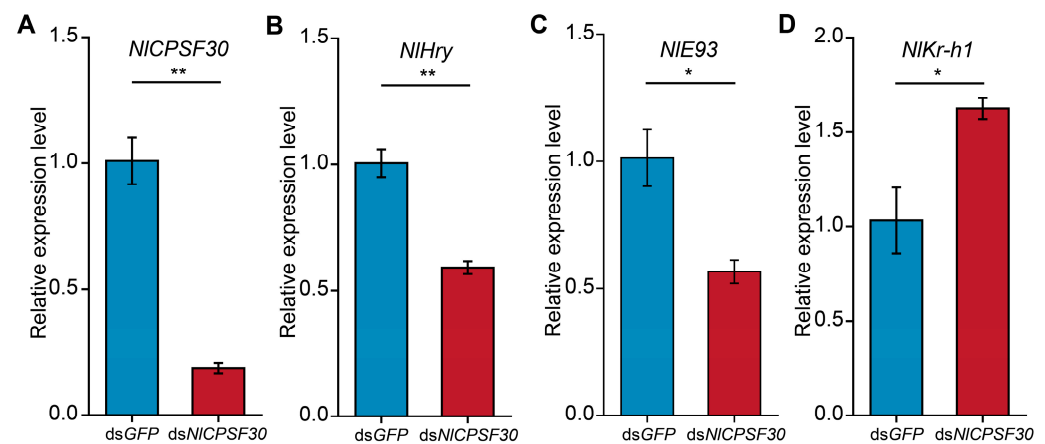 A
NlCPSF30
**
Relative expression level
1.5
1.0
0.5
0.0
dsGFP dsNlCPSF30
B
NlHry
**
Relative expression level
1.5
1.0
0.5
0.0
dsGFP dsNlCPSF30
C
NlE93
*
Relative expression level
1.5
1.0
0.5
0.0
dsGFP dsNlCPSF30
D
NlKr-h1
*
Relative expression level
2.0
1.5
1.0
0.5
0.0
dsGFP dsNlCPSF30